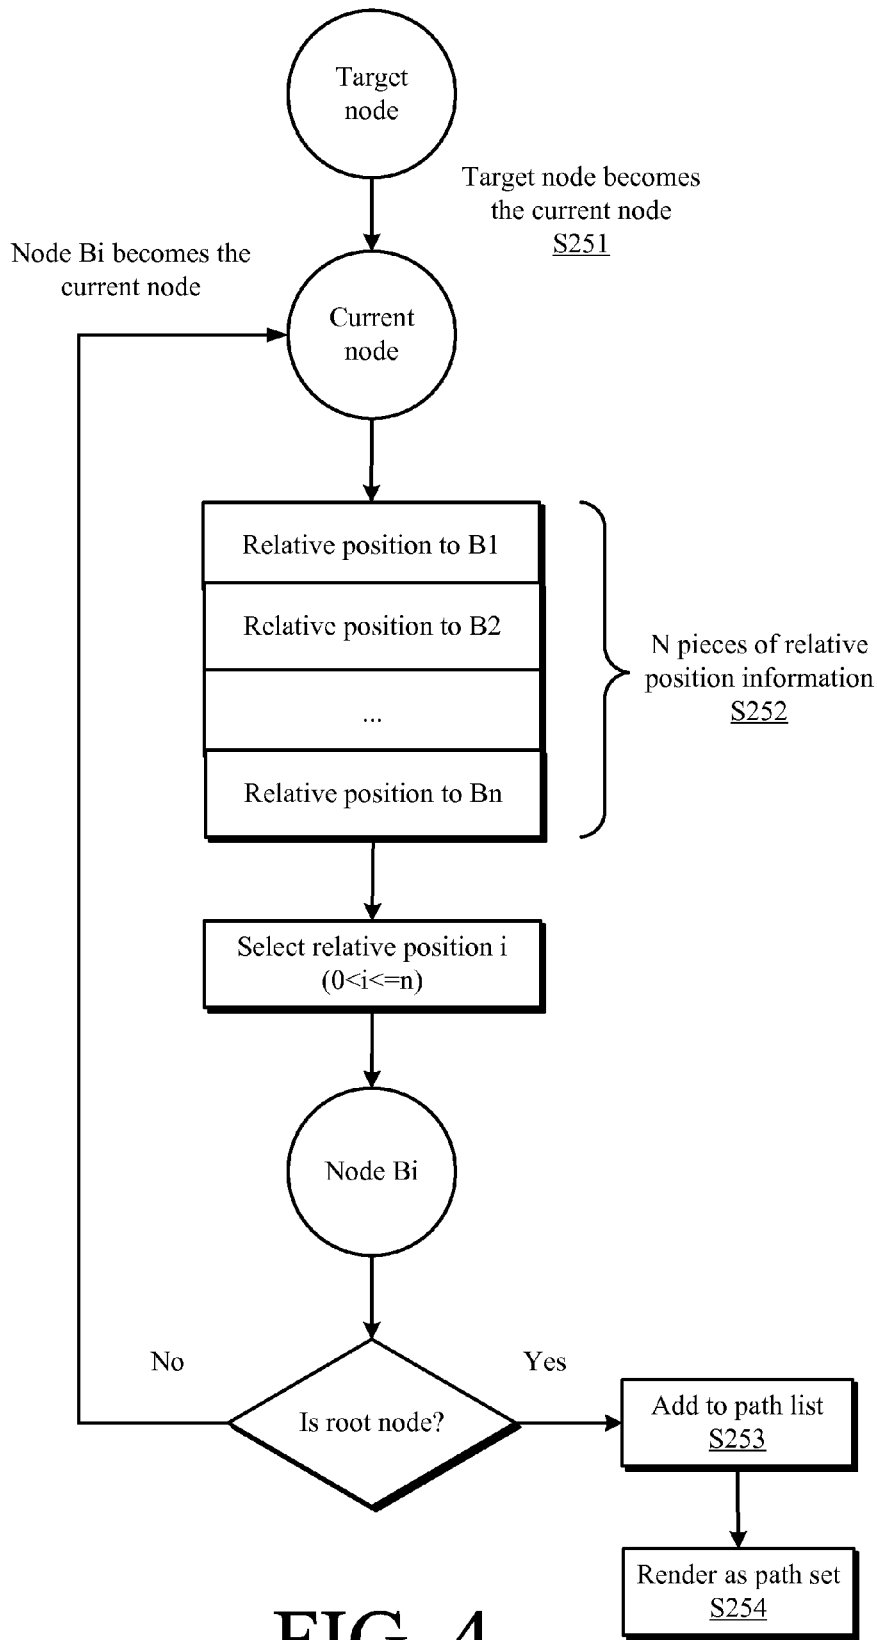 Target
node
Target node becomes
the current node
S251
Node Bi becomes the
current node
Current
node
Relative position to B1
Relative position to B2
...
Relative position to Bn
N pieces of relative
position information
S252
Select relative position i
(0<i<=n)
Node Bi
No
Yes
Is root node?
Add to path list
S253
Render as path set
S254
FIG. 4